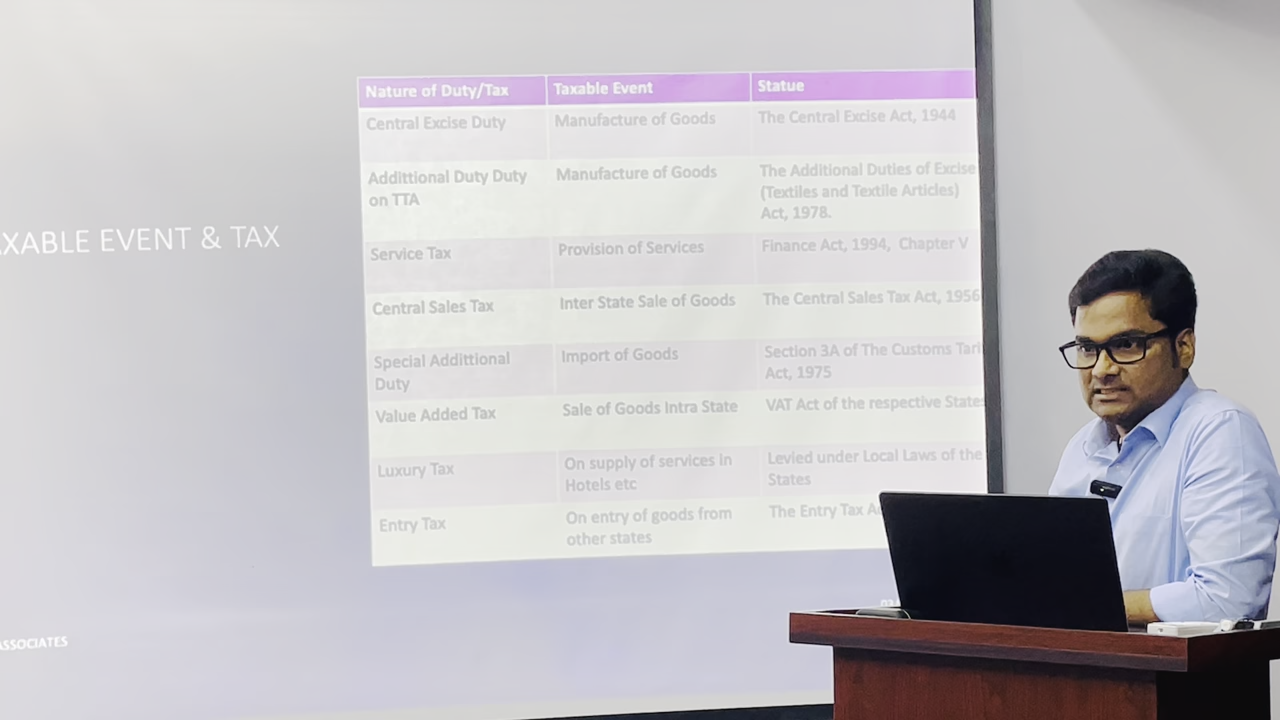 AXABLE EVENT & TAX
Nature of Duty/Tax Taxable Event Statue
Central Excise Duty Manufacture of Goods The Central Excise Act, 1944
Addittional Duty Duty Manufacture of Goods The Additional Duties of Excise
on TTA (Textiles and Textile Articles)
Act, 1978.
Service Tax Provision of Services Finance Act, 1994, Chapter V
Central Sales Tax Inter State Sale of Goods The Central Sales Tax Act, 1956
Special Addittional Import of Goods Section 3A of The Customs Tari
Duty Act, 1975
Value Added Tax Sale of Goods Intra State VAT Act of the respective States
Luxury Tax On supply of services in Levied under Local Laws of the
Hotels etc States
Entry Tax On entry of goods from The Entry Tax
other states
ASSOCIATES